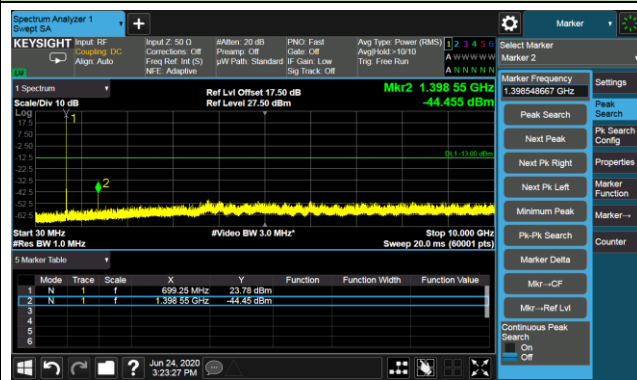 Spectrum Analyzer 1
Swept SA
+
Marker
KEYSIGHT
Input: RF
Coupling: DC
Align: Auto
Input Z: 50 Ω
Corrections: Off
Freq Ref: Int (S)
NFE: Adaptive
#Atten: 20 dB
Preamp: Off
µW Path: Standard
PNO: Fast
Gate: Off
IF Gain: Low
Sig Track: Off
Avg Type: Power (RMS)
Avg|Hold:>10/10
Trig: Free Run
1 2 3 4 5 6
A W W W W W
A N N N N N
Select Marker
Marker 2
1 Spectrum
Scale/Div 10 dB
Ref Lvl Offset 17.50 dB
Ref Level 27.50 dBm
Mkr2 1.398 55 GHz
-44.455 dBm
Log
17.5
7.50
-2.50
-12.5
-22.5
-32.5
-42.5
-52.5
-62.5
1
2
DL1 -13.00 dBm
Start 30 MHz
#Res BW 1.0 MHz
#Video BW 3.0 MHz*
Stop 10.000 GHz
Sweep 20.0 ms (60001 pts)
5 Marker Table
Mode Trace Scale X Y Function Function Width Function Value
1 N 1 f 699.25 MHz 23.78 dBm
2 N 1 f 1.398 55 GHz -44.45 dBm
3
4
5
6
Marker Frequency
1.398548667 GHz
Peak Search
Next Peak
Next Pk Right
Next Pk Left
Minimum Peak
Pk-Pk Search
Marker Delta
Mkr→CF
Mkr→Ref Lvl
Continuous Peak
Search
On
Off
Settings
Peak
Search
Pk Search
Config
Properties
Marker
Function
Marker→
Counter
?
Jun 24, 2020
3:23:27 PM